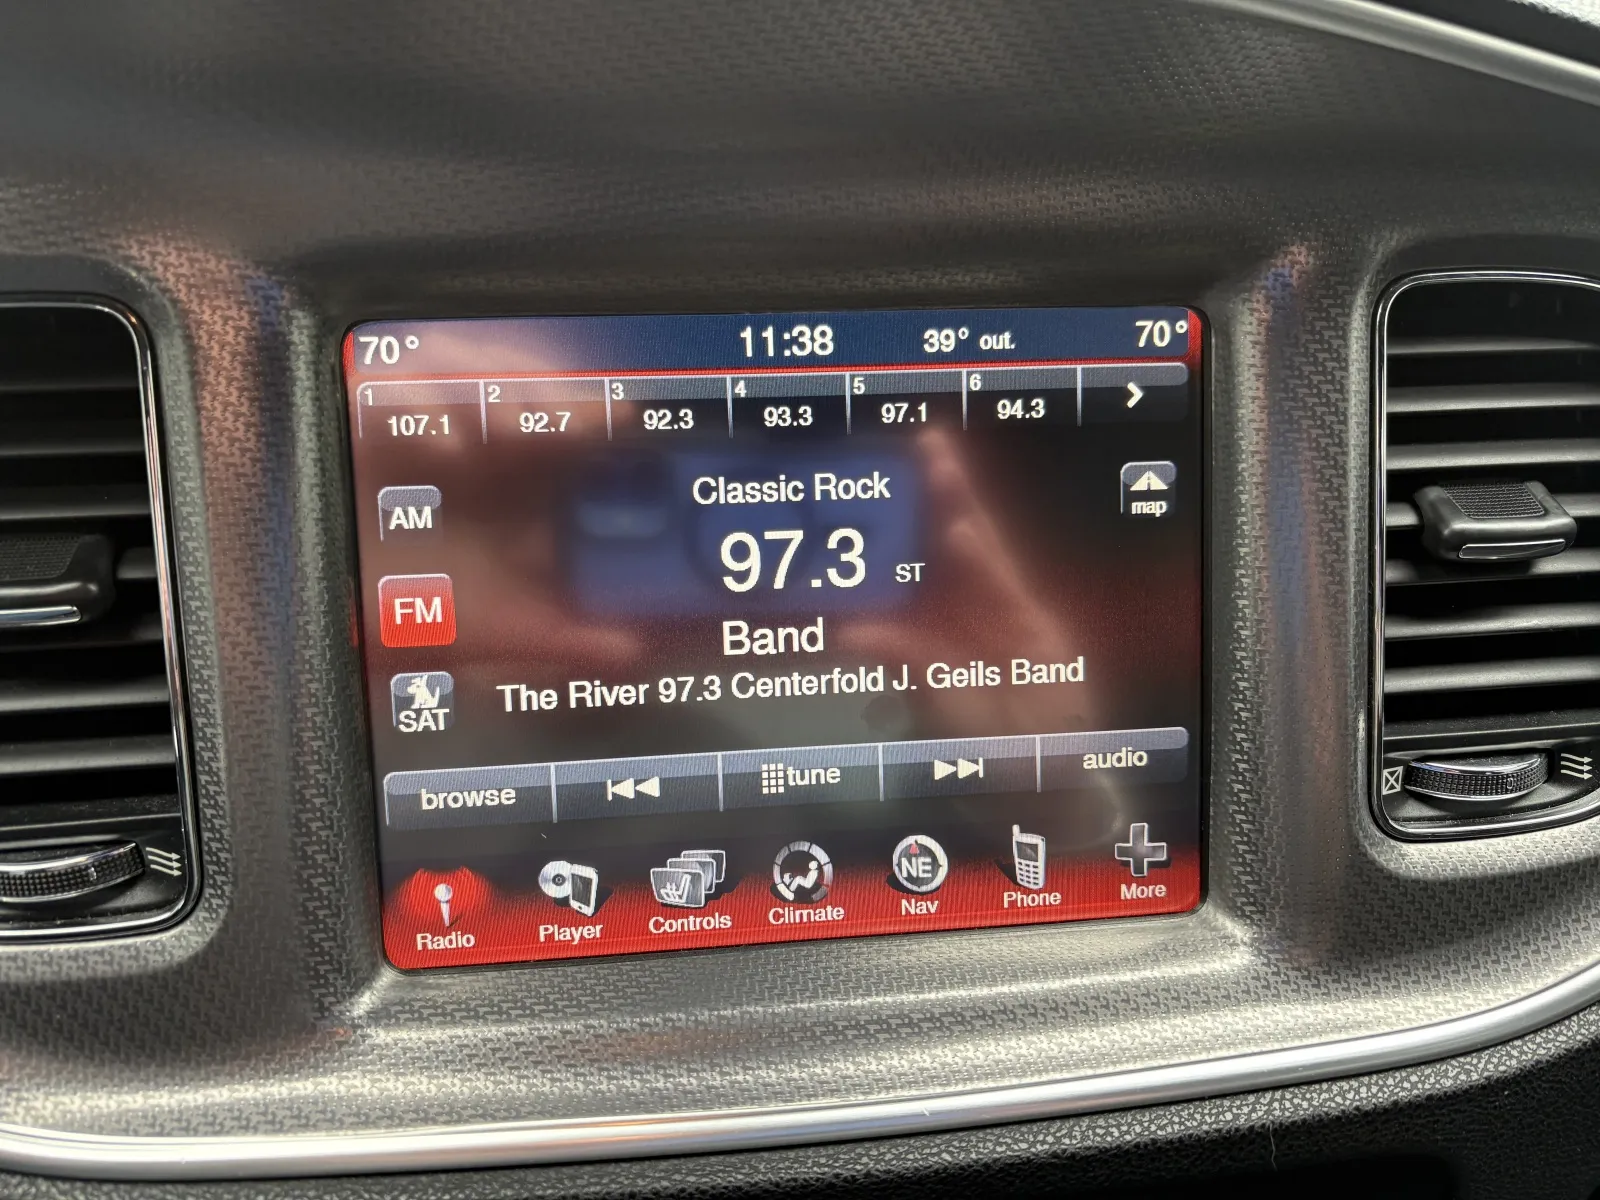 70° 11:38 39° out. 70°
1 2 3 4 5 6
107.1 92.7 92.3 93.3 97.1 94.3
Classic Rock
map
AM
97.3 ST
FM
Band
The River 97.3 Centerfold J. Geils Band
SAT
browse tune audio
NE
Radio Player Controls Climate Nav Phone More